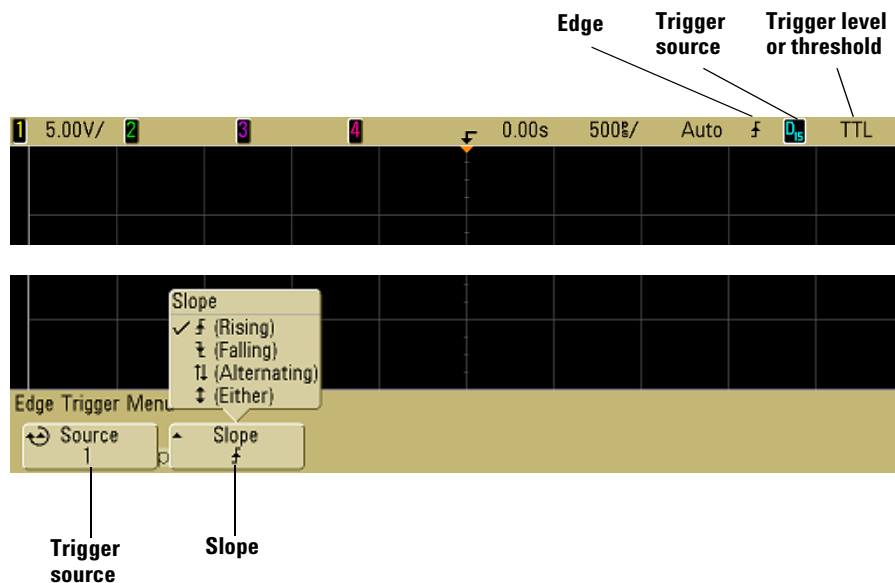 Edge
Trigger source
Trigger level or threshold
1 5.00V/ 2 3 4 0.00s 500 / Auto D15 TTL
Slope
(Rising)
(Falling)
(Alternating)
(Either)
Edge Trigger Menu
Source
1
Slope
Trigger source
Slope